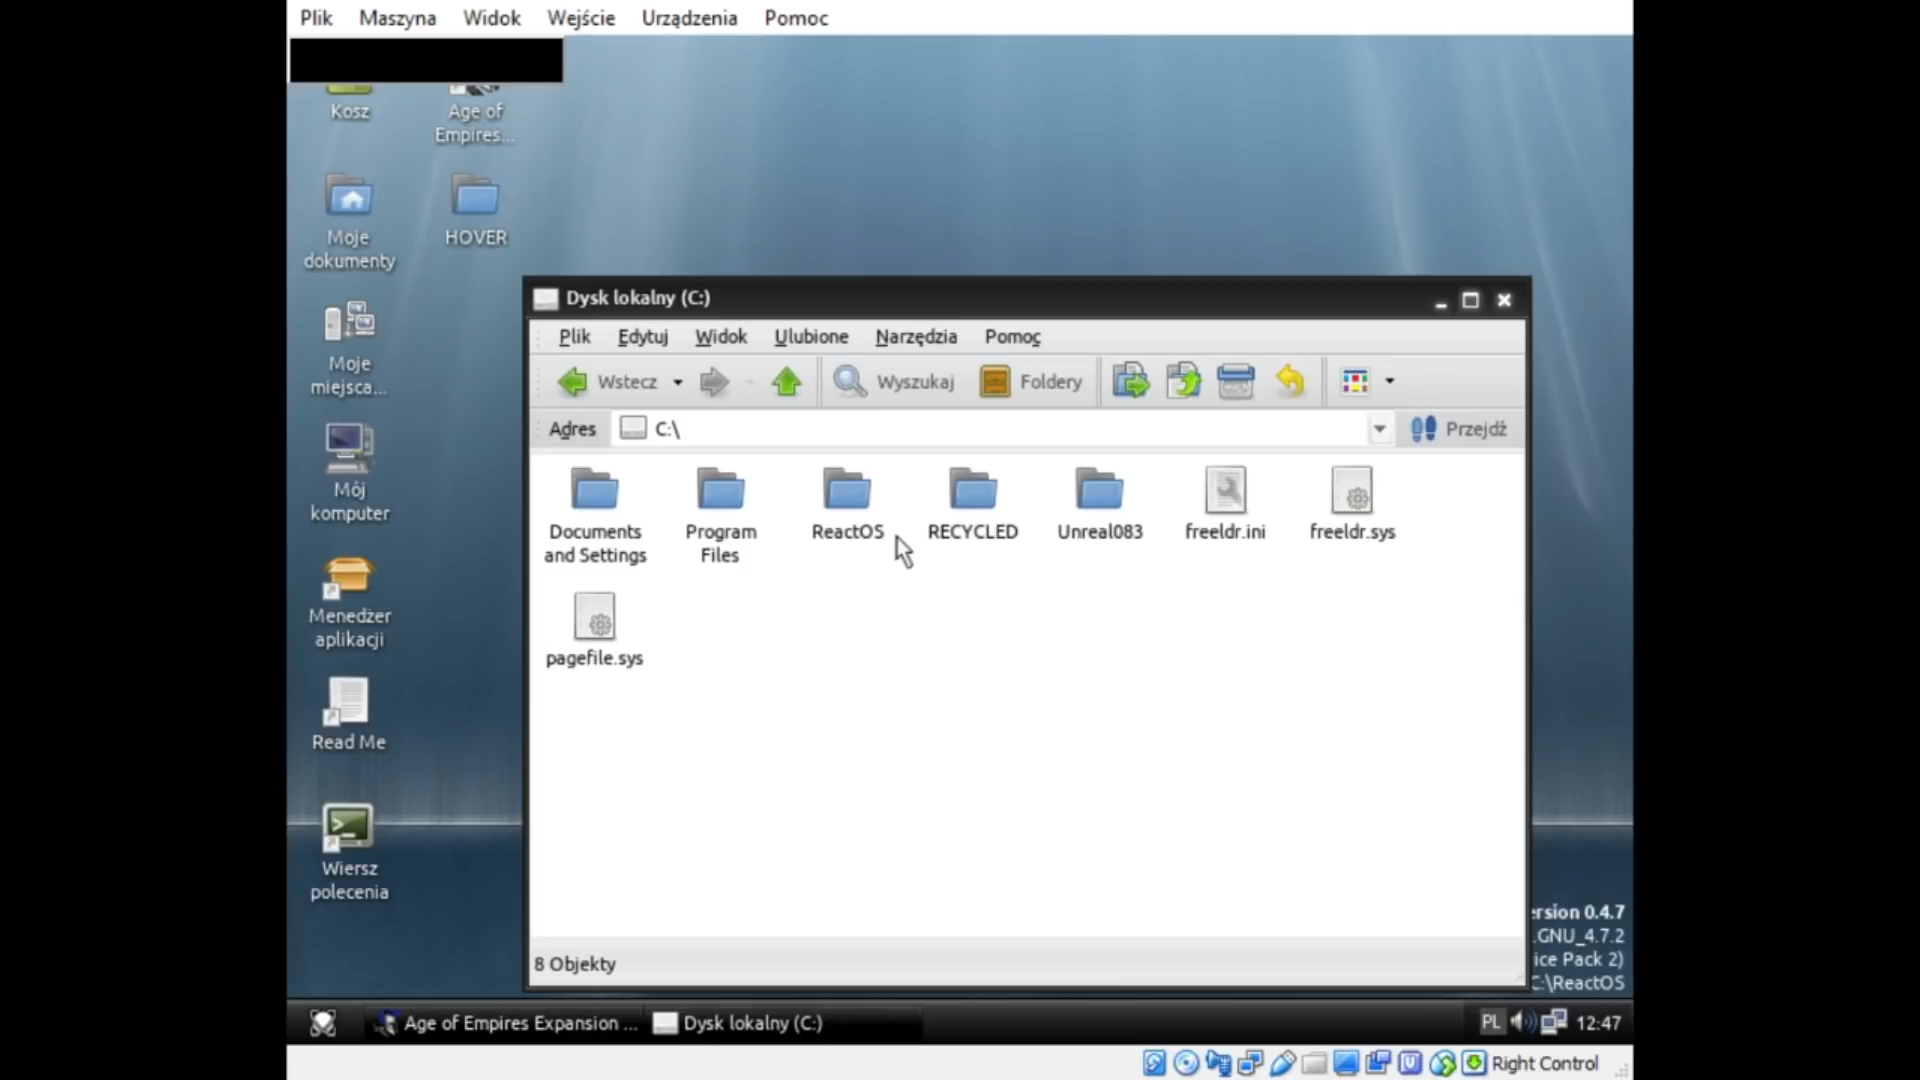 Plik Maszyna Widok Wejście Urządzenia Pomoc
Kosz
Age of
Empires...
Moje
dokumenty
HOVER
Moje
miejsca...
Mój
komputer
Menedżer
aplikacji
Read Me
Wiersz
polecenia
Dysk lokalny (C:)
Plik Edytuj Widok Ulubione Narzędzia Pomoc
Wstecz Wyszukaj Foldery
Adres C:\ Przejdź
Documents
and Settings
Program
Files
ReactOS
RECYCLED
Unreal083
freeldr.ini
freeldr.sys
pagefile.sys
8 Objekty
ersion 0.4.7
.GNU_4.7.2
ice Pack 2)
C:\ReactOS
Age of Empires Expansion ... Dysk lokalny (C:) PL 12:47
Right Control